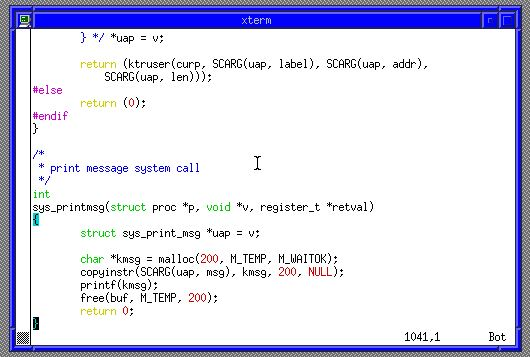 xterm
} */ *uap = v;
return (ktruser(curp, SCARG(uap, label), SCARG(uap, addr),
SCARG(uap, len)));
#else
return (0);
#endif
}
/*
* print message system call
*/
int
sys_printmsg(struct proc *p, void *v, register_t *retval)
{
struct sys_print_msg *uap = v;
char *kmsg = malloc(200, M_TEMP, M_WAITOK);
copyinstr(SCARG(uap, msg), kmsg, 200, NULL);
printf(kmsg);
free(buf, M_TEMP, 200);
return 0;
}
1041,1 Bot